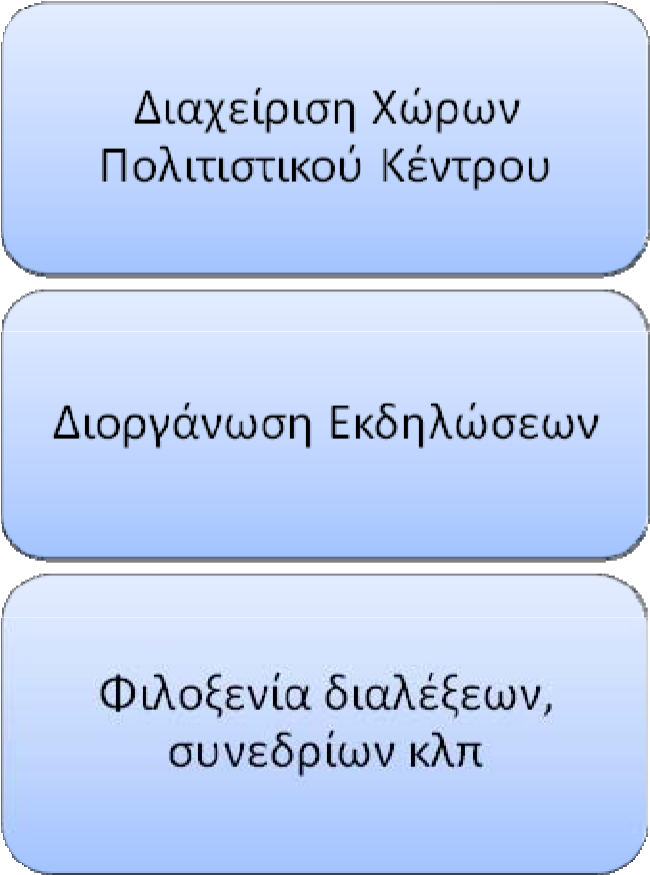 Διαχείριση Χώρων
Πολιτιστικού Κέντρου
Διοργάνωση Εκδηλώσεων
Φιλοξενία διαλέξεων,
συνεδρίων κλπ